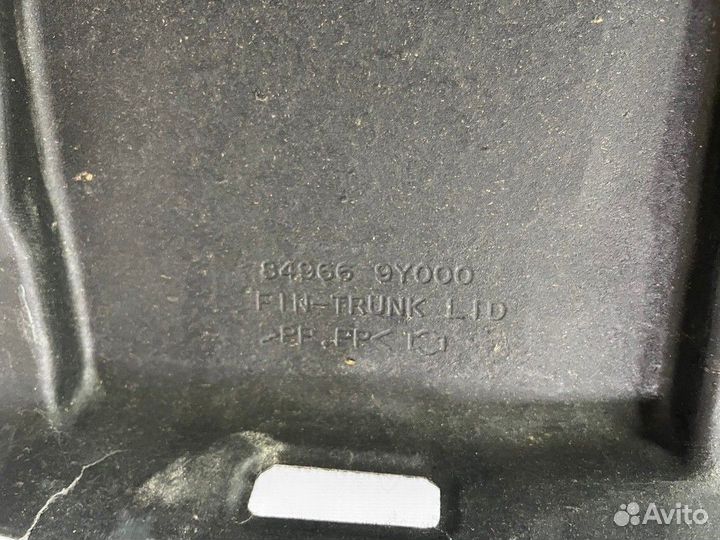 84966 9Y000
FIN-TRUNK LID
>PP.PP<
Avito